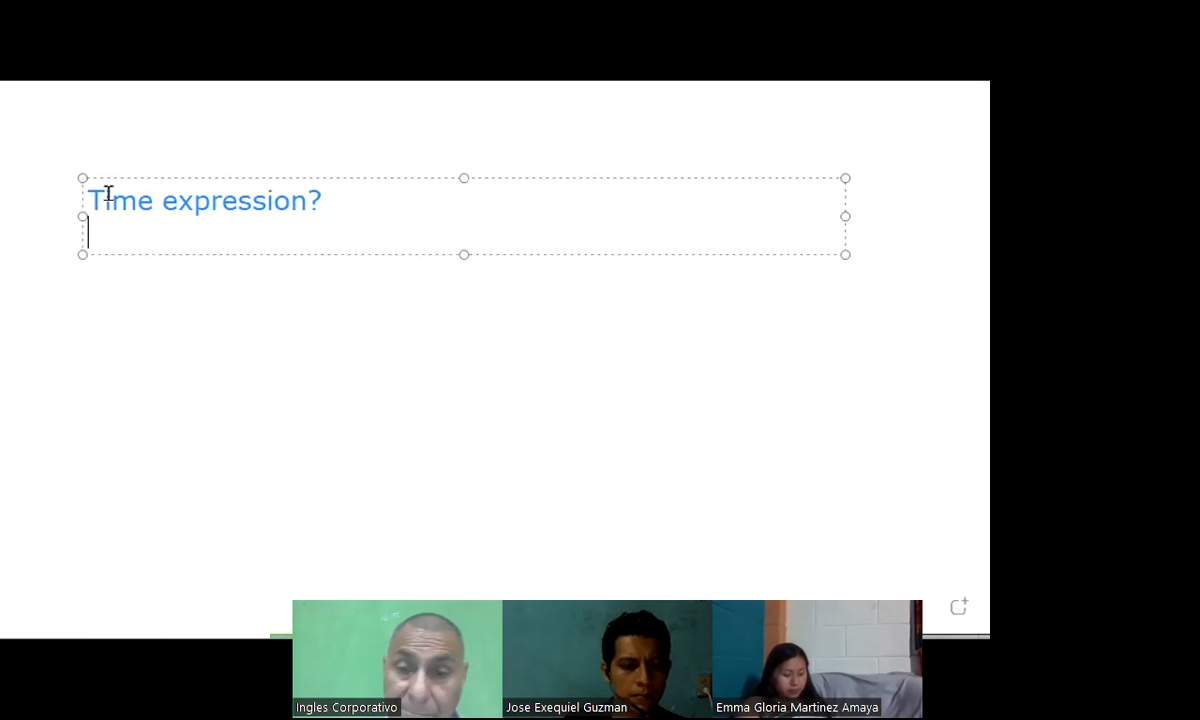 Time expression?
Ingles Corporativo
Jose Exequiel Guzman
Emma Gloria Martinez Amaya